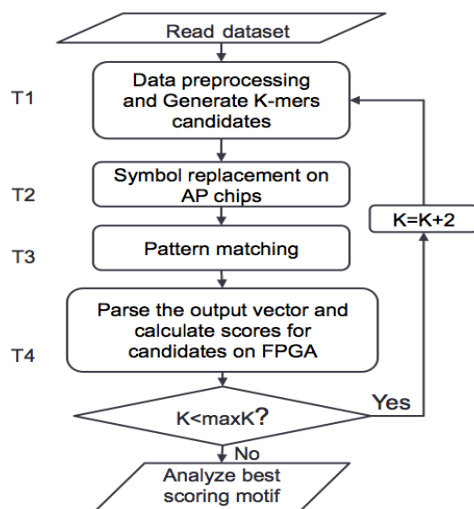 Read dataset
T1
Data preprocessing
and Generate K-mers
candidates
T2
Symbol replacement on
AP chips
K=K+2
T3
Pattern matching
T4
Parse the output vector and
calculate scores for
candidates on FPGA
K<maxK?
Yes
No
Analyze best
scoring motif